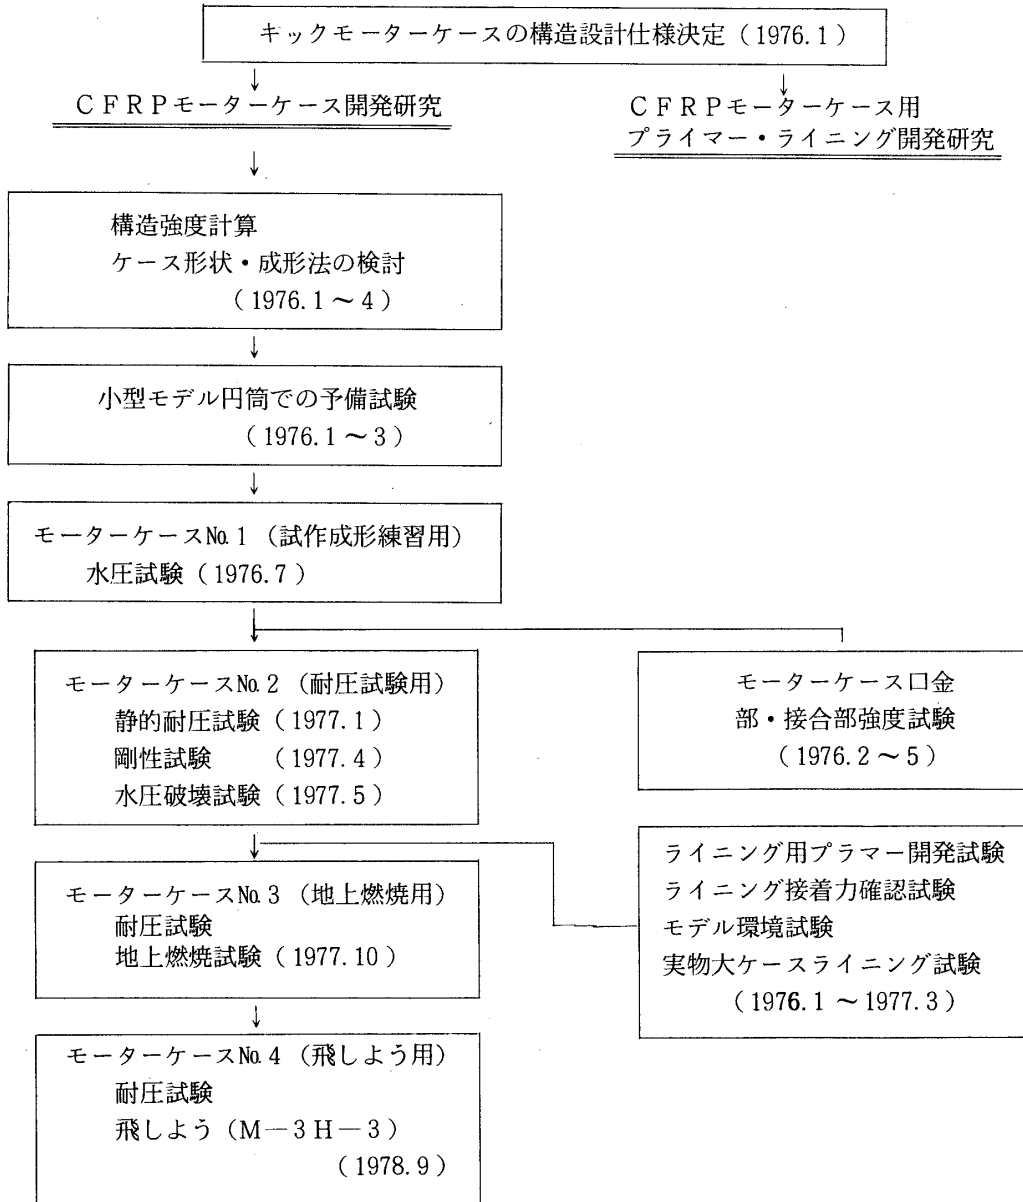 キックモーターケースの構造設計仕様決定（1976.1）
CFRPモーターケース開発研究
CFRPモーターケース用
プライマー・ライニング開発研究
構造強度計算
ケース形状・成形法の検討
（1976.1～4）
小型モデル円筒での予備試験
（1976.1～3）
モーターケース№1（試作成形練習用）
水圧試験（1976.7）
モーターケース№2（耐圧試験用）
静的耐圧試験（1977.1）
剛性試験　　（1977.4）
水圧破壊試験（1977.5）
モーターケース口金
部・接合部強度試験
（1976.2～5）
モーターケース№3（地上燃焼用）
耐圧試験
地上燃焼試験（1977.10）
ライニング用プラマー開発試験
ライニング接着力確認試験
モデル環境試験
実物大ケースライニング試験
（1976.1～1977.3）
モーターケース№4（飛しよう用）
耐圧試験
飛しよう（M－3H－3）
（1978.9）